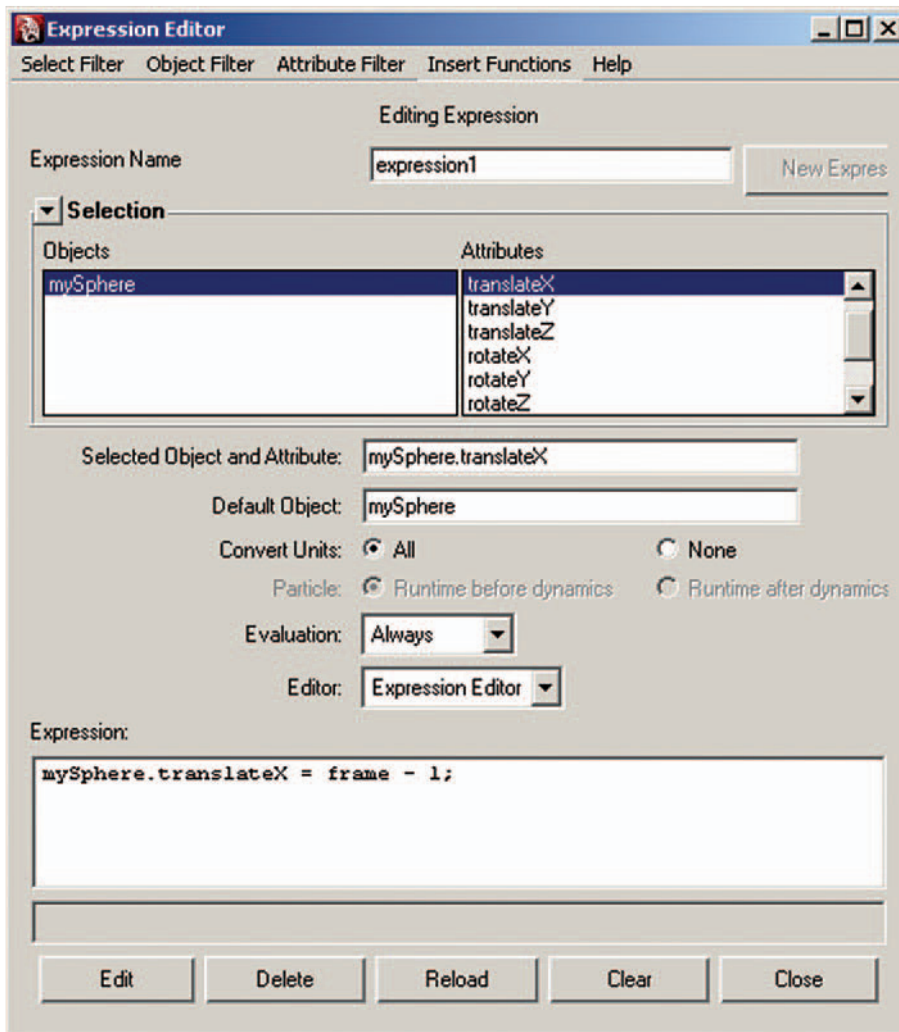 Expression Editor
Select Filter Object Filter Attribute Filter Insert Functions Help
Editing Expression
Expression Name expression1 New Expres
Selection
Objects Attributes
mySphere translateX
translateY
translateZ
rotateX
rotateY
rotateZ
Selected Object and Attribute: mySphere.translateX
Default Object: mySphere
Convert Units: All None
Particle: Runtime before dynamics Runtime after dynamics
Evaluation: Always
Editor: Expression Editor
Expression:
mySphere.translateX = frame - 1;
Edit Delete Reload Clear Close